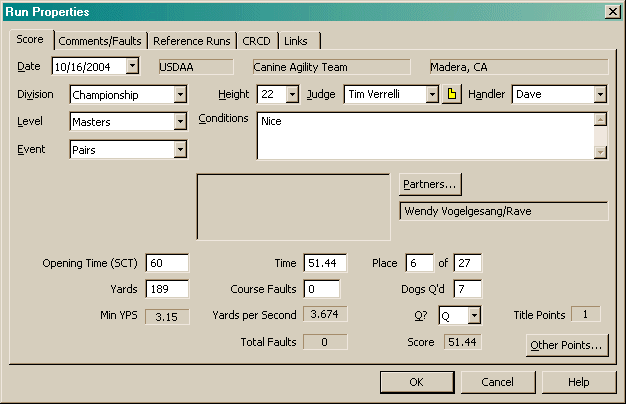 Run Properties
Score Comments/Faults Reference Runs CRCD Links
Date 10/16/2004 USDAA Canine Agility Team Madera, CA
Division Championship Height 22 Judge Tim Verrelli Handler Dave
Level Masters Conditions Nice
Event Pairs
Partners...
Wendy Vogelgesang/Rave
Opening Time (SCT) 60 Time 51.44 Place 6 of 27
Yards 189 Course Faults 0 Dogs Q'd 7
Min YPS 3.15 Yards per Second 3.674 Q? Q Title Points 1
Total Faults 0 Score 51.44 Other Points...
OK Cancel Help